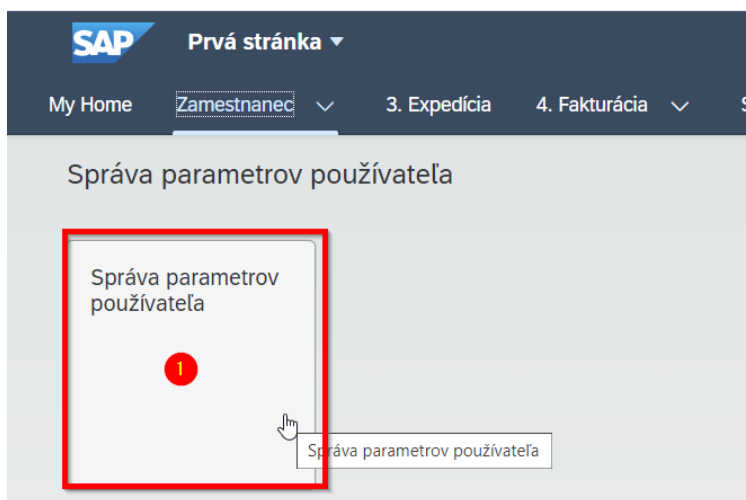 SAP Prvá stránka
My Home Zamestnanec 3. Expedícia 4. Fakturácia
Správa parametrov používateľa
Správa parametrov
používateľa
1
Správa parametrov používateľa